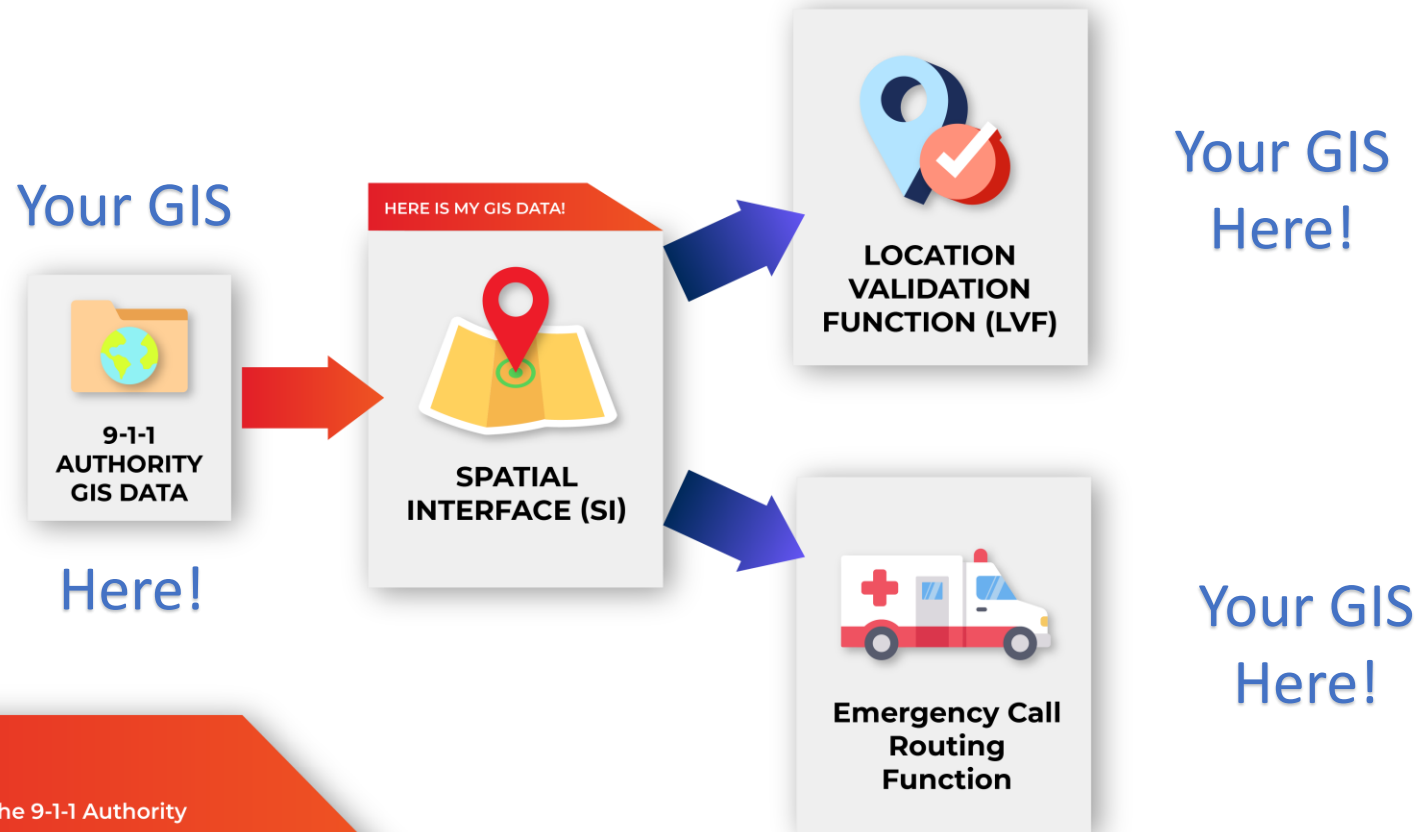 Your GIS
9-1-1
AUTHORITY
GIS DATA
Here!
HERE IS MY GIS DATA!
SPATIAL
INTERFACE (SI)
LOCATION
VALIDATION
FUNCTION (LVF)
Your GIS
Here!
Emergency Call
Routing
Function
Your GIS
Here!
he 9-1-1 Authority